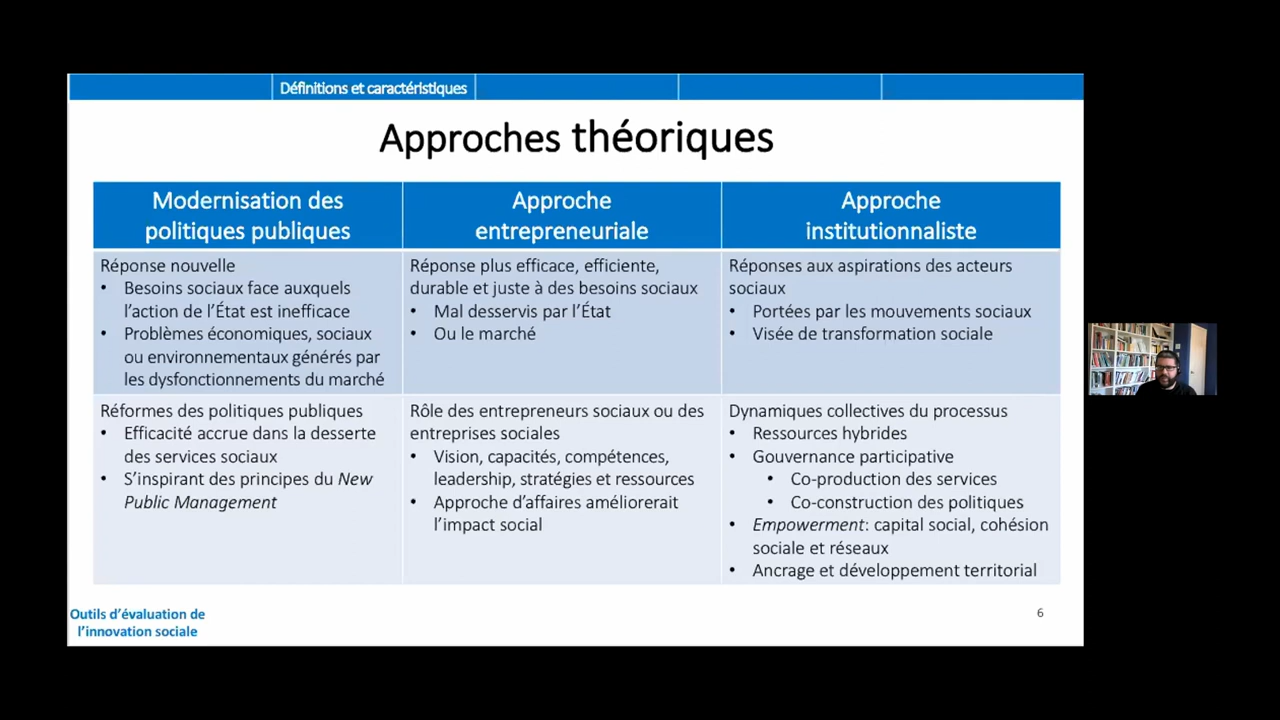 Définitions et caractéristiques
Approches théoriques
Modernisation des
politiques publiques
Approche
entrepreneuriale
Approche
institutionnaliste
Réponse nouvelle
• Besoins sociaux face auxquels
l'action de l'État est inefficace
• Problèmes économiques, sociaux
ou environnementaux générés par
les dysfonctionnements du marché
Réponse plus efficace, efficiente,
durable et juste à des besoins sociaux
• Mal desservis par l'État
• Ou le marché
Réponses aux aspirations des acteurs
sociaux
• Portées par les mouvements sociaux
• Visée de transformation sociale
Réformes des politiques publiques
• Efficacité accrue dans la desserte
des services sociaux
• S'inspirant des principes du New
Public Management
Rôle des entrepreneurs sociaux ou des
entreprises sociales
• Vision, capacités, compétences,
leadership, stratégies et ressources
• Approche d'affaires améliorerait
l'impact social
Dynamiques collectives du processus
• Ressources hybrides
• Gouvernance participative
• Co-production des services
• Co-construction des politiques
• Empowerment: capital social, cohésion
sociale et réseaux
• Ancrage et développement territorial
Outils d'évaluation de
l'innovation sociale
6